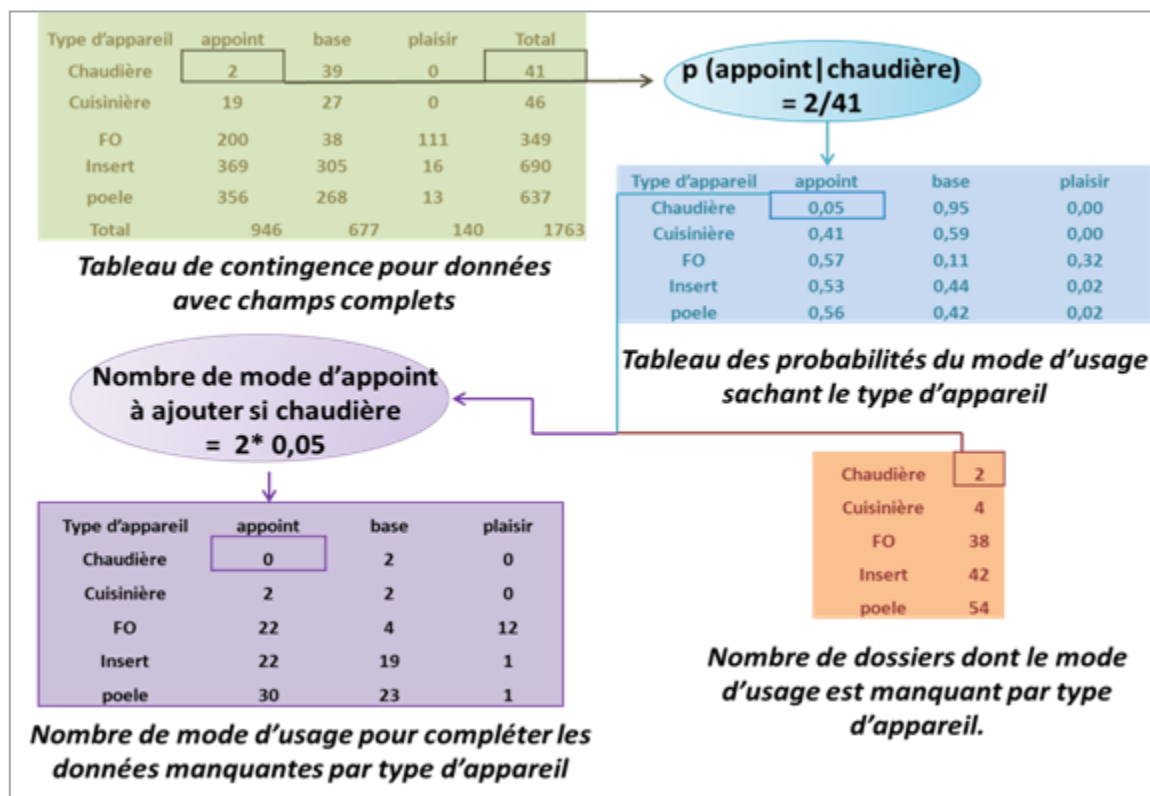 Type d'appareil appoint base plaisir Total
Chaudière 2 39 0 41
Cuisinière 19 27 0 46
FO 200 38 111 349
Insert 369 305 16 690
poele 356 268 13 637
Total 946 677 140 1763
Tableau de contingence pour données
avec champs complets
p (appoint|chaudière)
= 2/41
Type d'appareil appoint base plaisir
Chaudière 0,05 0,95 0,00
Cuisinière 0,41 0,59 0,00
FO 0,57 0,11 0,32
Insert 0,53 0,44 0,02
poele 0,56 0,42 0,02
Tableau des probabilités du mode d'usage
sachant le type d'appareil
Nombre de mode d'appoint
à ajouter si chaudière
= 2* 0,05
Chaudière 2
Cuisinière 4
FO 38
Insert 42
poele 54
Nombre de dossiers dont le mode
d'usage est manquant par type
d'appareil.
Type d'appareil appoint base plaisir
Chaudière 0 2 0
Cuisinière 2 2 0
FO 22 4 12
Insert 22 19 1
poele 30 23 1
Nombre de mode d'usage pour compléter les
données manquantes par type d'appareil